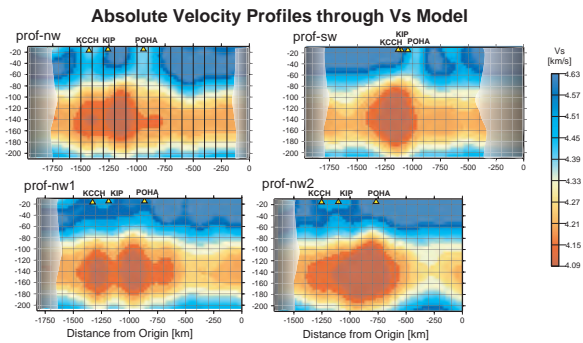 Absolute Velocity Profiles through Vs Model
prof-nw
KCCH KIP POHA
-20
-40
-60
-80
-100
-120
-140
-160
-180
-200
-1750 -1500 -1250 -1000 -750 -500 -250 0
prof-sw
KIP
KCCH POHA
-20
-40
-60
-80
-100
-120
-140
-160
-180
-200
-1500 -1250 -1000 -750 -500 -250 0
Vs
[km/s]
4.63
4.57
4.51
4.45
4.39
4.33
4.27
4.21
4.15
4.09
prof-nw1
KCCH KIP POHA
-20
-40
-60
-80
-100
-120
-140
-160
-180
-200
-1750 -1500 -1250 -1000 -750 -500 -250 0
Distance from Origin [km]
prof-nw2
KCCH KIP POHA
-20
-40
-60
-80
-100
-120
-140
-160
-180
-200
-1500 -1250 -1000 -750 -500 -250 0
Distance from Origin [km]